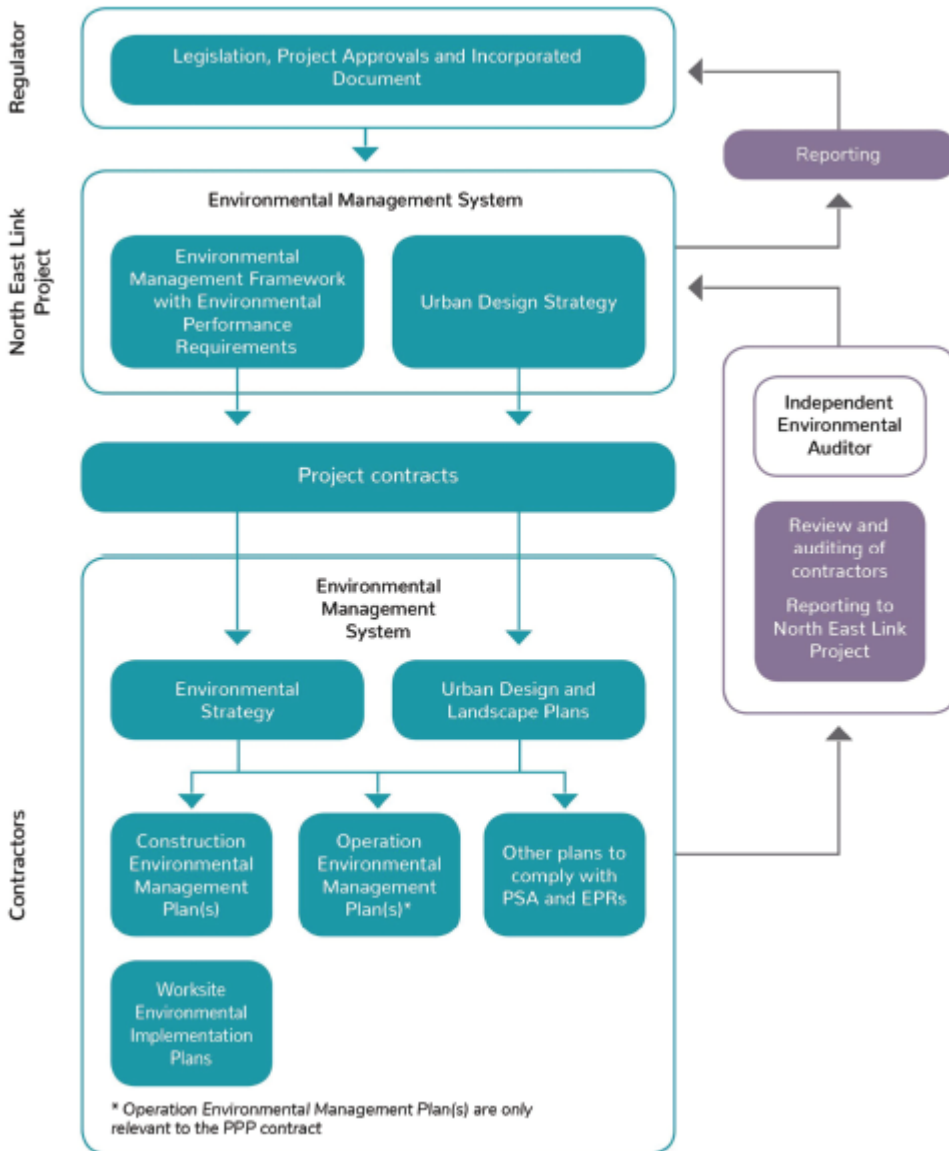 Regulator
Legislation, Project Approvals and Incorporated
Document
Reporting
North East Link
Project
Environmental Management System
Environmental
Management Framework
with Environmental
Performance
Requirements
Urban Design Strategy
Independent
Environmental
Auditor
Review and
auditing of
contractors
Reporting to
North East Link
Project
Project contracts
Contractors
Environmental
Management
System
Environmental
Strategy
Urban Design and
Landscape Plans
Construction
Environmental
Management
Plan(s)
Operation
Environmental
Management
Plan(s)*
Other plans to
comply with
PSA and EPRs
Worksite
Environmental
Implementation
Plans
* Operation Environmental Management Plan(s) are only
relevant to the PPP contract